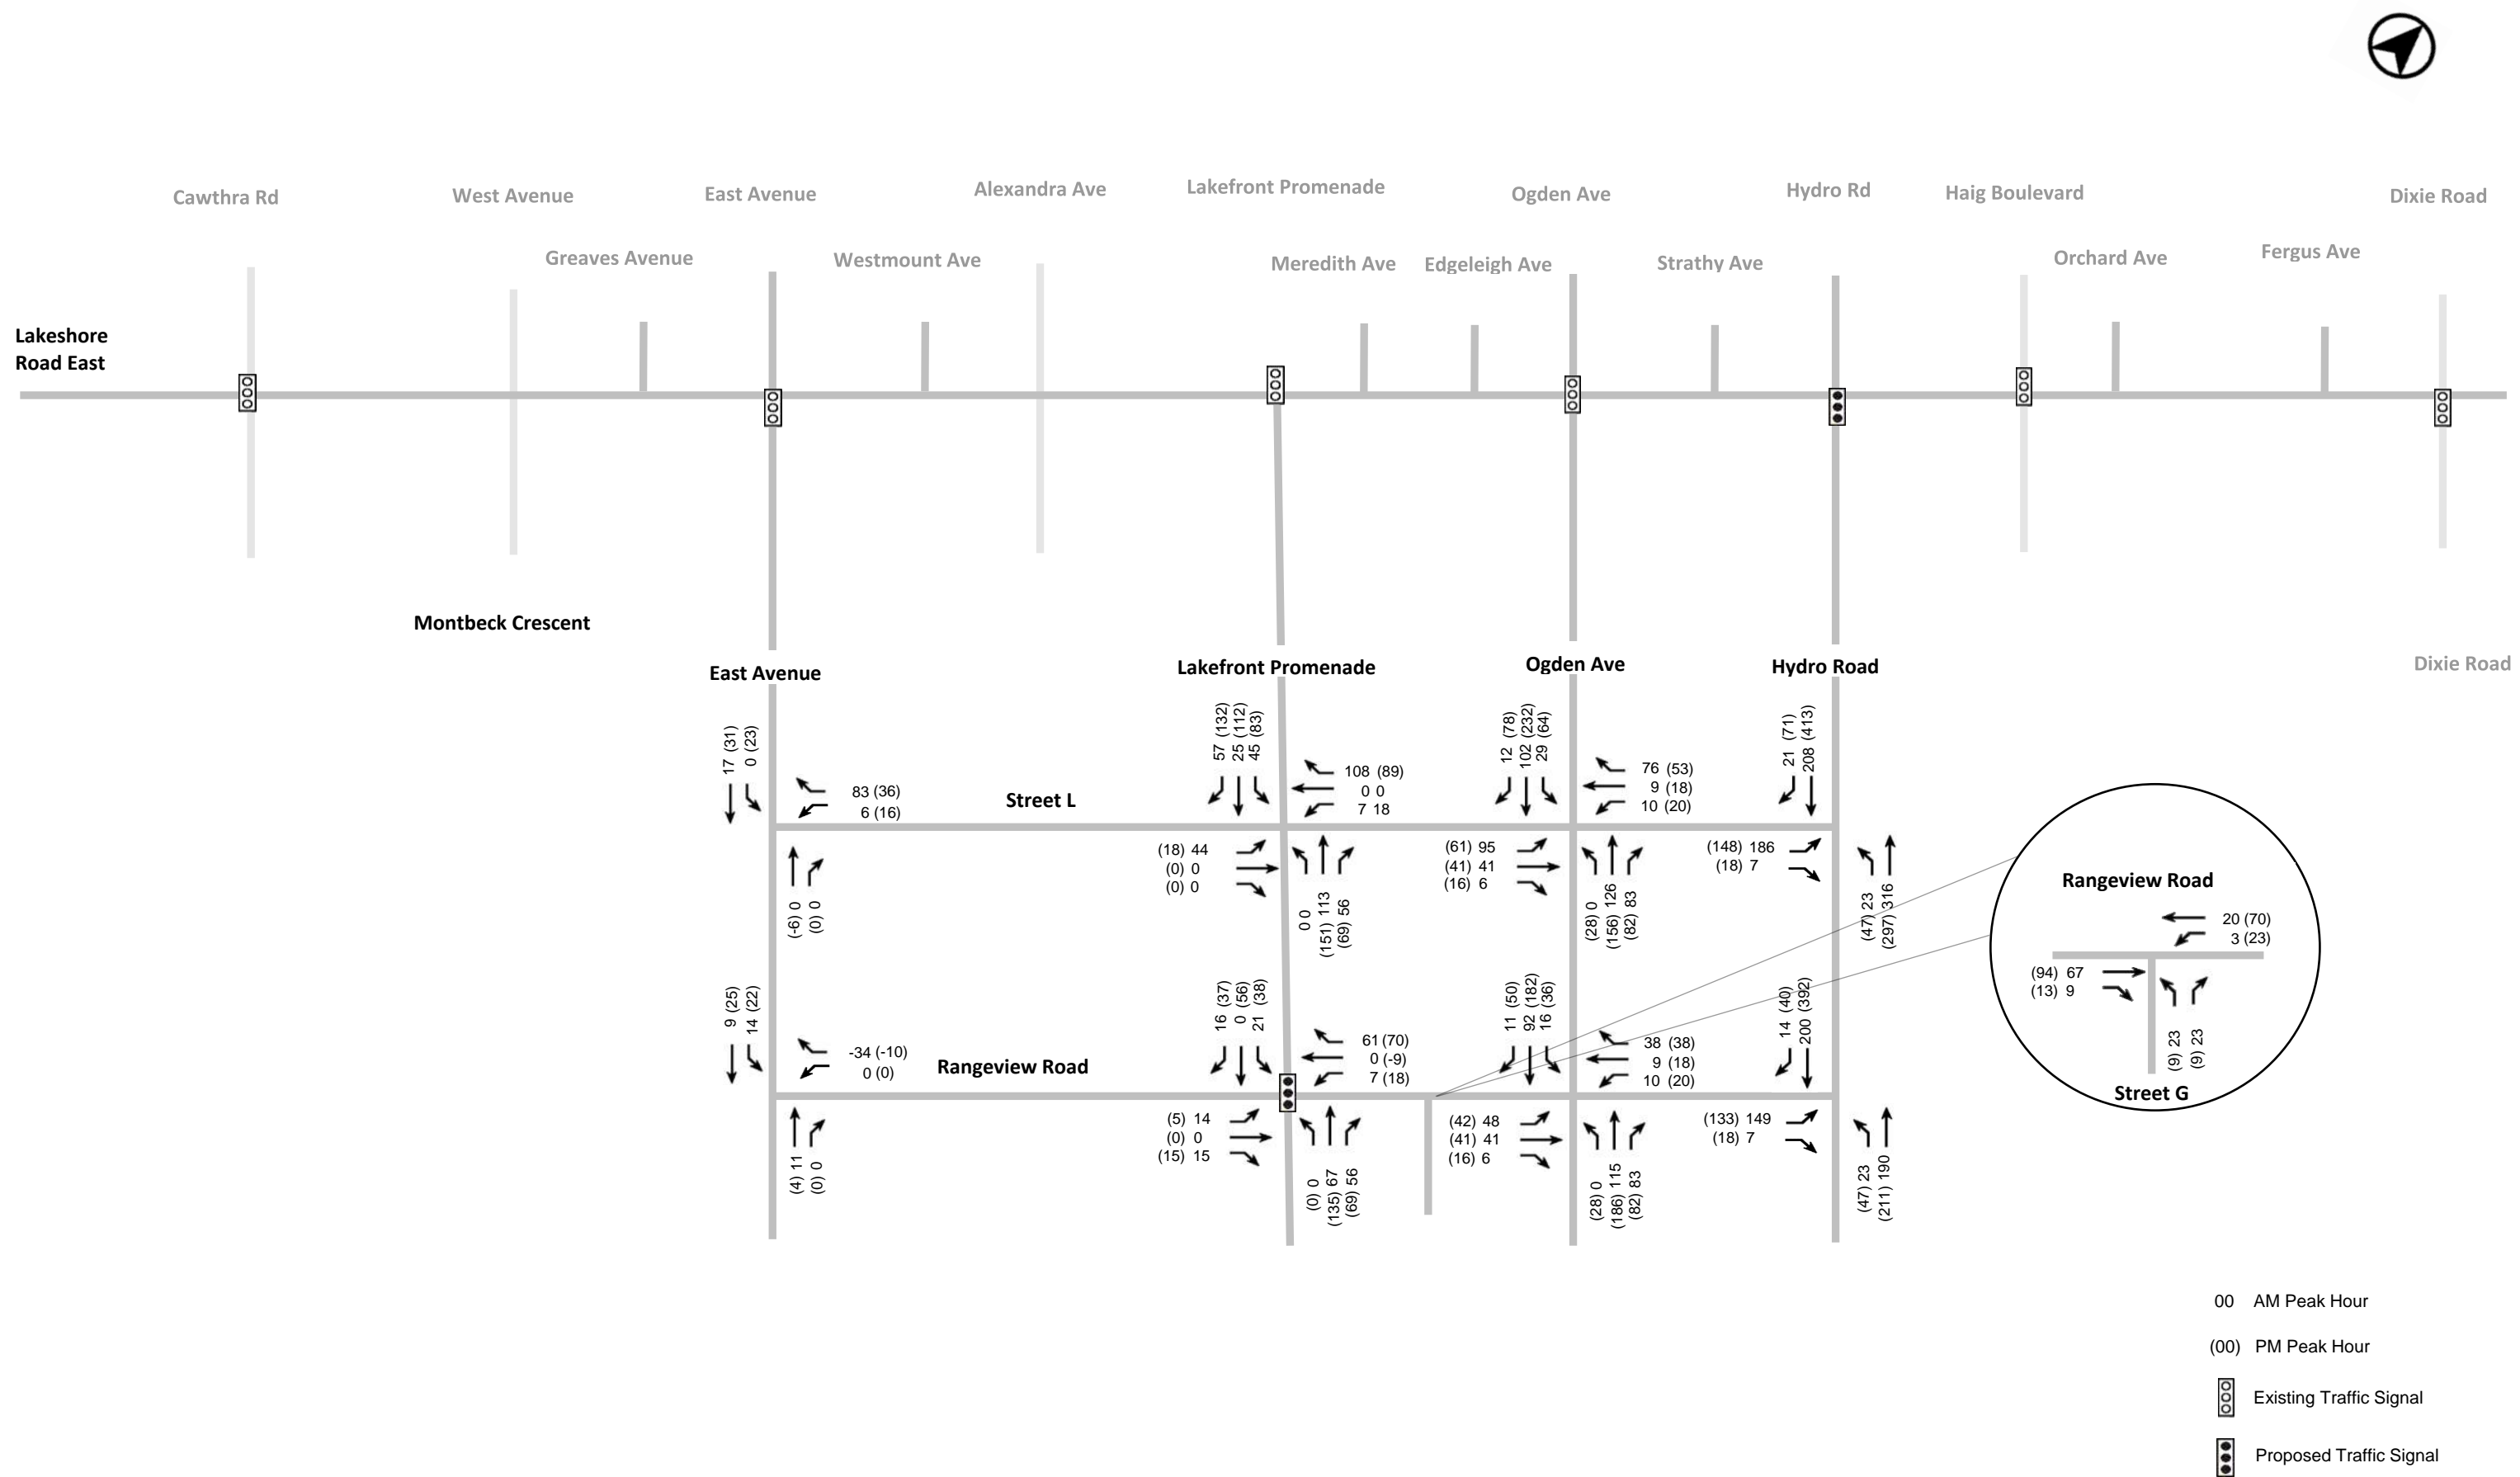 Cawthra Rd
West Avenue
East Avenue
Alexandra Ave
Lakefront Promenade
Ogden Ave
Hydro Rd
Haig Boulevard
Dixie Road
Greaves Avenue
Westmount Ave
Meredith Ave
Edgeleigh Ave
Strathy Ave
Orchard Ave
Fergus Ave
Lakeshore
Road East
Montbeck Crescent
East Avenue
Lakefront Promenade
Ogden Ave
Hydro Road
Dixie Road
17 (31)
0 (23)
83 (36)
6 (16)
Street L
57 (132)
25 (112)
45 (83)
108 (89)
0 0
7 18
12 (78)
102 (232)
29 (64)
76 (53)
9 (18)
10 (20)
21 (71)
208 (413)
(-6) 0
(0) 0
(18) 44
(0) 0
(0) 0
0 0
(151) 113
(69) 56
(61) 95
(41) 41
(16) 6
(28) 0
(156) 126
(82) 83
(148) 186
(18) 7
(47) 23
(297) 316
Rangeview Road
20 (70)
3 (23)
(94) 67
(13) 9
(9) 23
(9) 23
Street G
9 (25)
14 (22)
-34 (-10)
0 (0)
Rangeview Road
16 (37)
0 (56)
21 (38)
61 (70)
0 (-9)
7 (18)
11 (50)
92 (182)
16 (36)
38 (38)
9 (18)
10 (20)
14 (40)
200 (392)
(4) 11
(0) 0
(5) 14
(0) 0
(15) 15
(0) 0
(135) 67
(69) 56
(42) 48
(41) 41
(16) 6
(28) 0
(186) 115
(82) 83
(133) 149
(18) 7
(47) 23
(211) 190
00 AM Peak Hour
(00) PM Peak Hour
Existing Traffic Signal
Proposed Traffic Signal